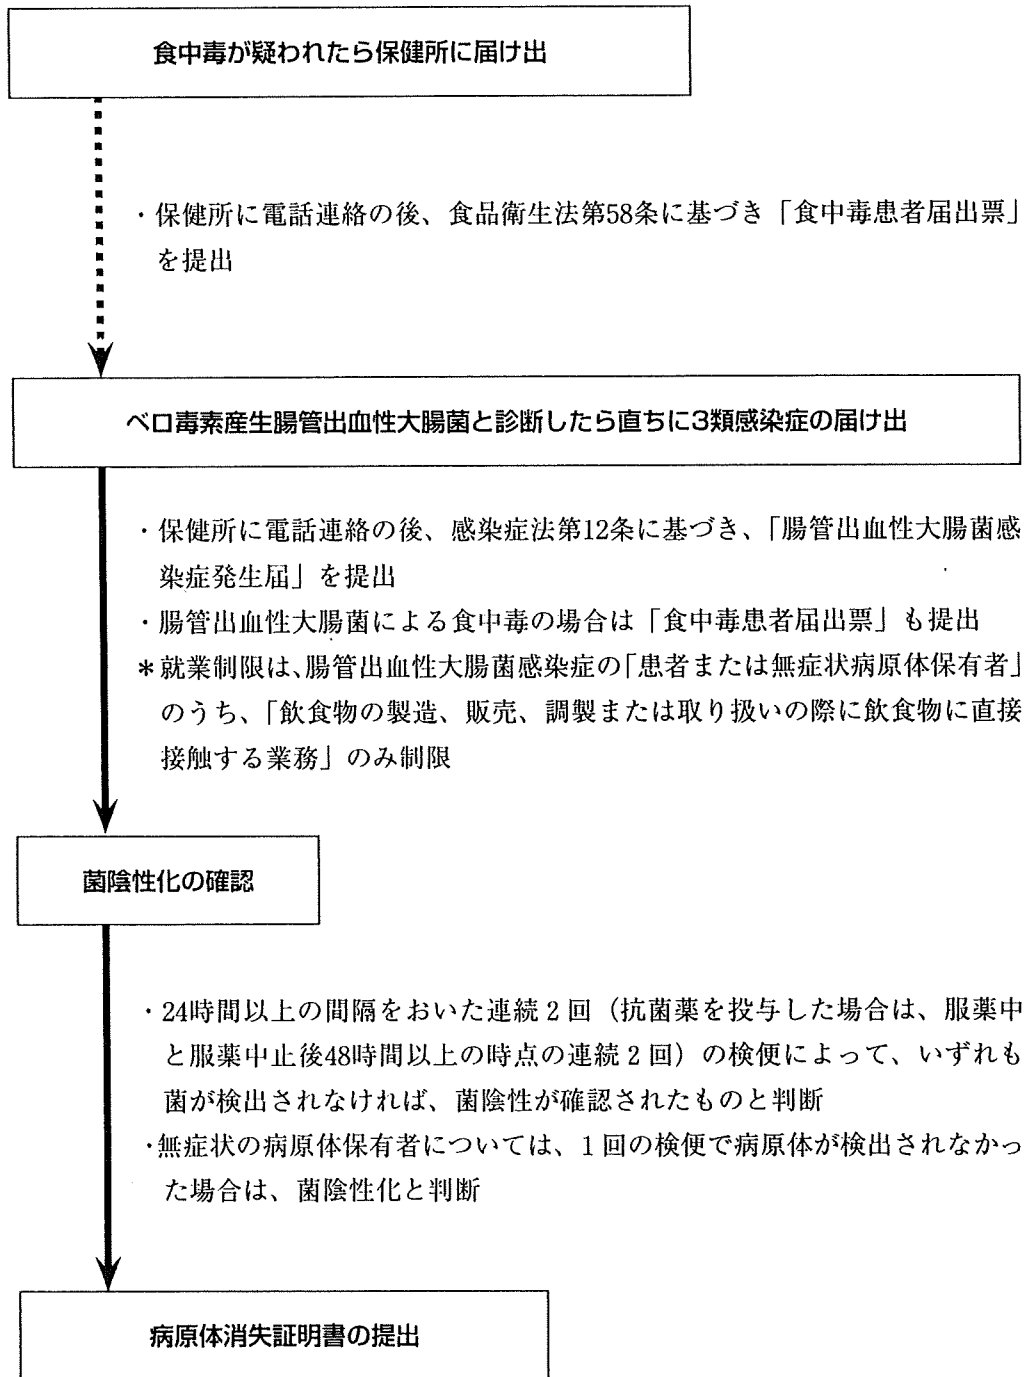 食中毒が疑われたら保健所に届け出
・保健所に電話連絡の後、食品衛生法第58条に基づき「食中毒患者届出票」
を提出
ベロ毒素産生腸管出血性大腸菌と診断したら直ちに3類感染症の届け出
・保健所に電話連絡の後、感染症法第12条に基づき、「腸管出血性大腸菌感
染症発生届」を提出
・腸管出血性大腸菌による食中毒の場合は「食中毒患者届出票」も提出
*就業制限は、腸管出血性大腸菌感染症の「患者または無症状病原体保有者」
のうち、「飲食物の製造、販売、調製または取り扱いの際に飲食物に直接
接触する業務」のみ制限
菌陰性化の確認
・24時間以上の間隔をおいた連続2回(抗菌薬を投与した場合は、服薬中
と服薬中止後48時間以上の時点の連続2回)の検便によって、いずれも
菌が検出されなければ、菌陰性が確認されたものと判断
・無症状の病原体保有者については、1回の検便で病原体が検出されなかっ
た場合は、菌陰性化と判断
病原体消失証明書の提出